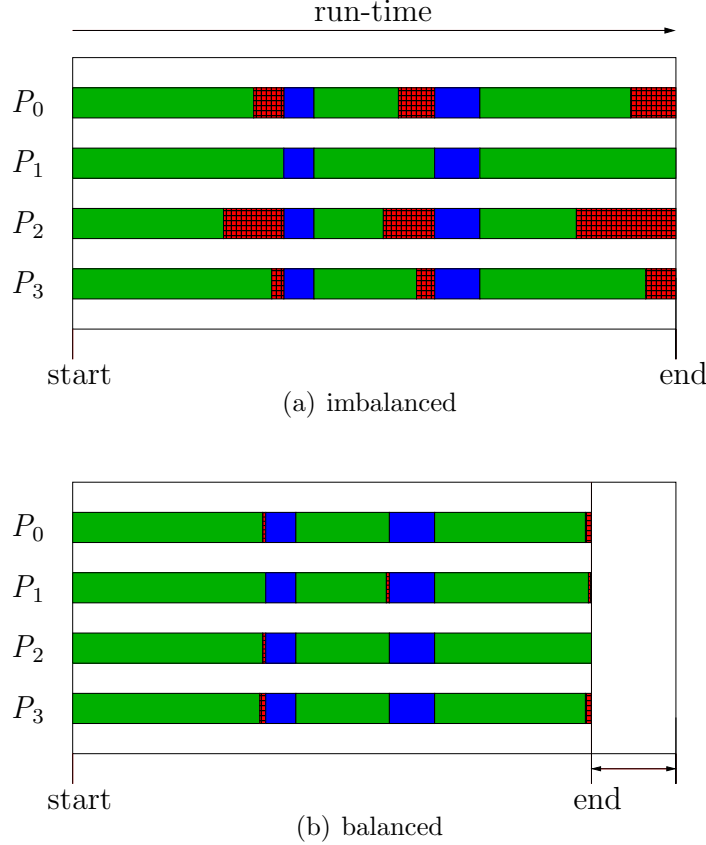 run-time
P₀
P₁
P₂
P₃
start end
(a) imbalanced
P₀
P₁
P₂
P₃
start end
(b) balanced